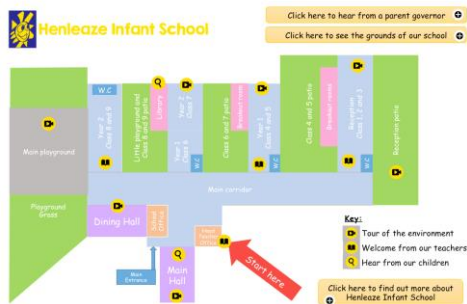 Henleaze Infant School
Click here to hear from a parent governor
Click here to see the grounds of our school
W.C
Main playground
Year 2
Class 8 and 9
Little playground and
Class 8 and 9 patio
Library
Year 2
Class 7
Year 1
Class 6
W.C
Class 6 and 7 patio
Breakout room
Year 1
Class 4 and 5
W.C
Class 4 and 5 patio
Breakout room
Reception
Class 1, 2 and 3
W.C
Reception patio
Main corridor
Playground
Grass
Dining Hall
School
Office
Head
Teacher
Office
Main
Entrance
Main
Hall
Start here
Key:
Tour of the environment
Welcome from our teachers
Hear from our children
Click here to find out more about
Henleaze Infant School